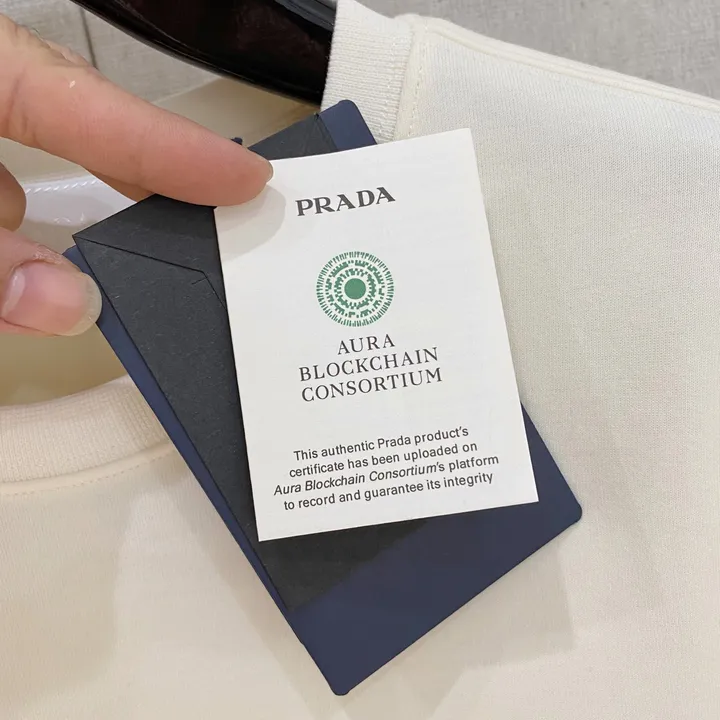 PRADA
AURA
BLOCKCHAIN
CONSORTIUM
This authentic Prada product's
certificate has been uploaded on
Aura Blockchain Consortium's platform
to record and guarantee its integrity